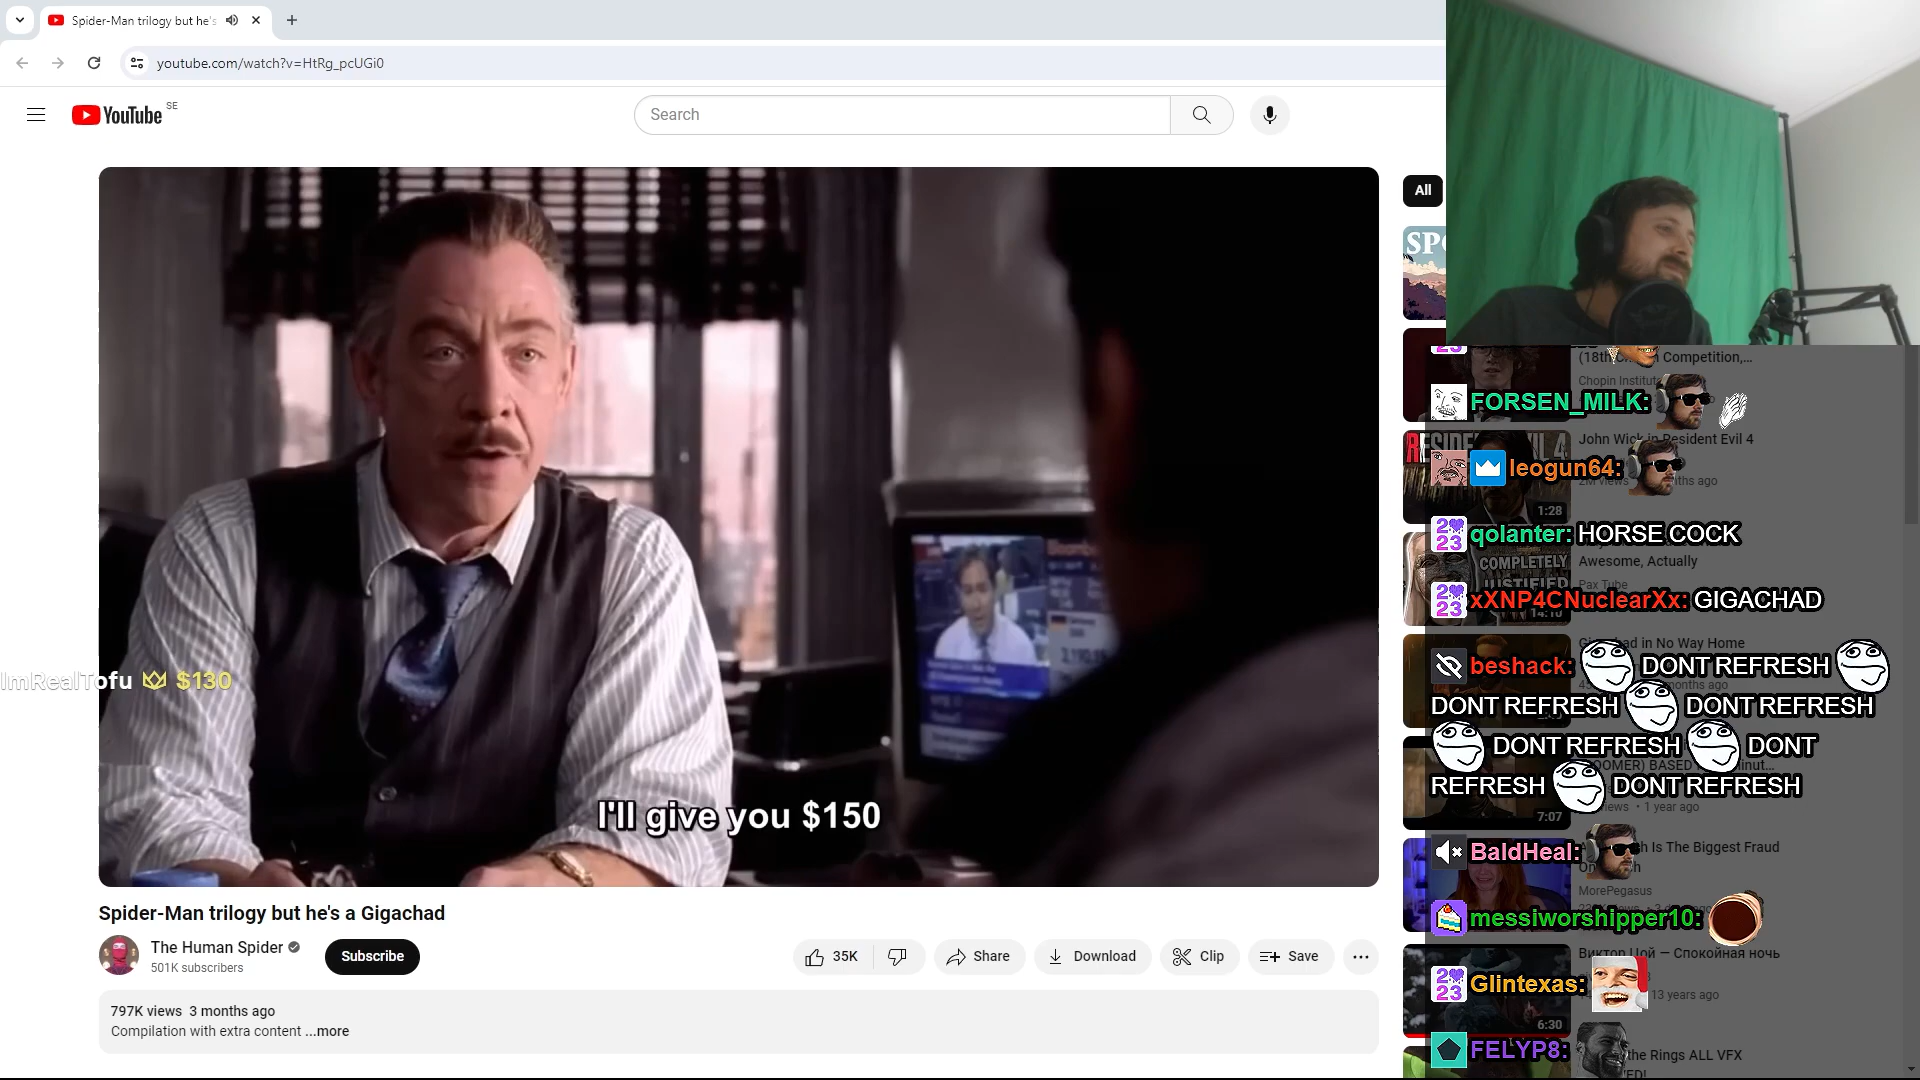 Spider-Man trilogy but he's
youtube.com/watch?v=HtRg_pcUGi0
YouTube SE
Search
I'll give you $150
ImRealTofu $130
Spider-Man trilogy but he's a Gigachad
The Human Spider
501K subscribers
Subscribe
35K
Share
Download
Clip
Save
797K views 3 months ago
Compilation with extra content ...more
All
Competition,...
Chopin Institut
FORSEN_MILK:
John Wick in Resident Evil 4
leogun64:
1:28
qolanter: HORSE COCK
COMPLETELY
JUSTIFIED
Awesome, Actually
Pax Tube
xXNP4CNuclearXx: GIGACHAD
in No Way Home
beshack: DONT REFRESH
DONT REFRESH DONT REFRESH
DONT REFRESH DONT
REFRESH DONT REFRESH
1 year ago
7:07
BaldHeal:
Is The Biggest Fraud
MorePegasus
messiworshipper10:
Виктор Цой — Спокойная ночь
Glintexas:
13 years ago
6:30
FELYP8:
the Rings ALL VFX